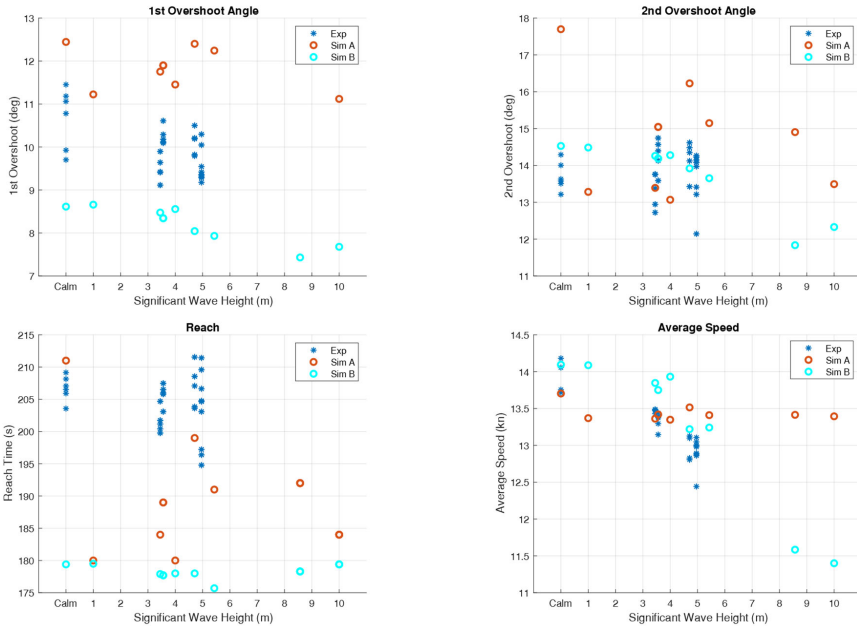 1st Overshoot Angle
13
12
11
10
9
8
7
1st Overshoot (deg)
Exp
Sim A
Sim B
Calm 1 2 3 4 5 6 7 8 9 10
Significant Wave Height (m)
2nd Overshoot Angle
18
17
16
15
14
13
12
11
2nd Overshoot (deg)
Exp
Sim A
Sim B
Calm 1 2 3 4 5 6 7 8 9 10
Significant Wave Height (m)
Reach
215
210
205
200
195
190
185
180
175
Reach Time (s)
Exp
Sim A
Sim B
Calm 1 2 3 4 5 6 7 8 9 10
Significant Wave Height (m)
Average Speed
14.5
14
13.5
13
12.5
12
11.5
11
Average Speed (kn)
Exp
Sim A
Sim B
Calm 1 2 3 4 5 6 7 8 9 10
Significant Wave Height (m)